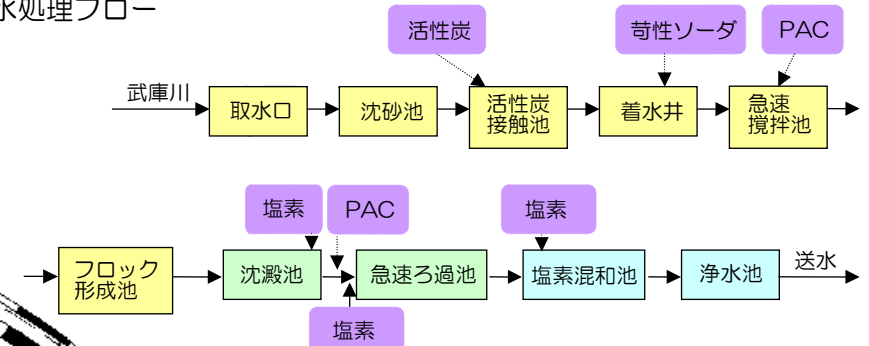 水処理フロー
活性炭
苛性ソーダ
PAC
武庫川
取水口
沈砂池
活性炭
接触池
着水井
急速
撹拌池
塩素
PAC
塩素
フロック
形成池
沈澱池
急速ろ過池
塩素混和池
浄水池
送水
塩素